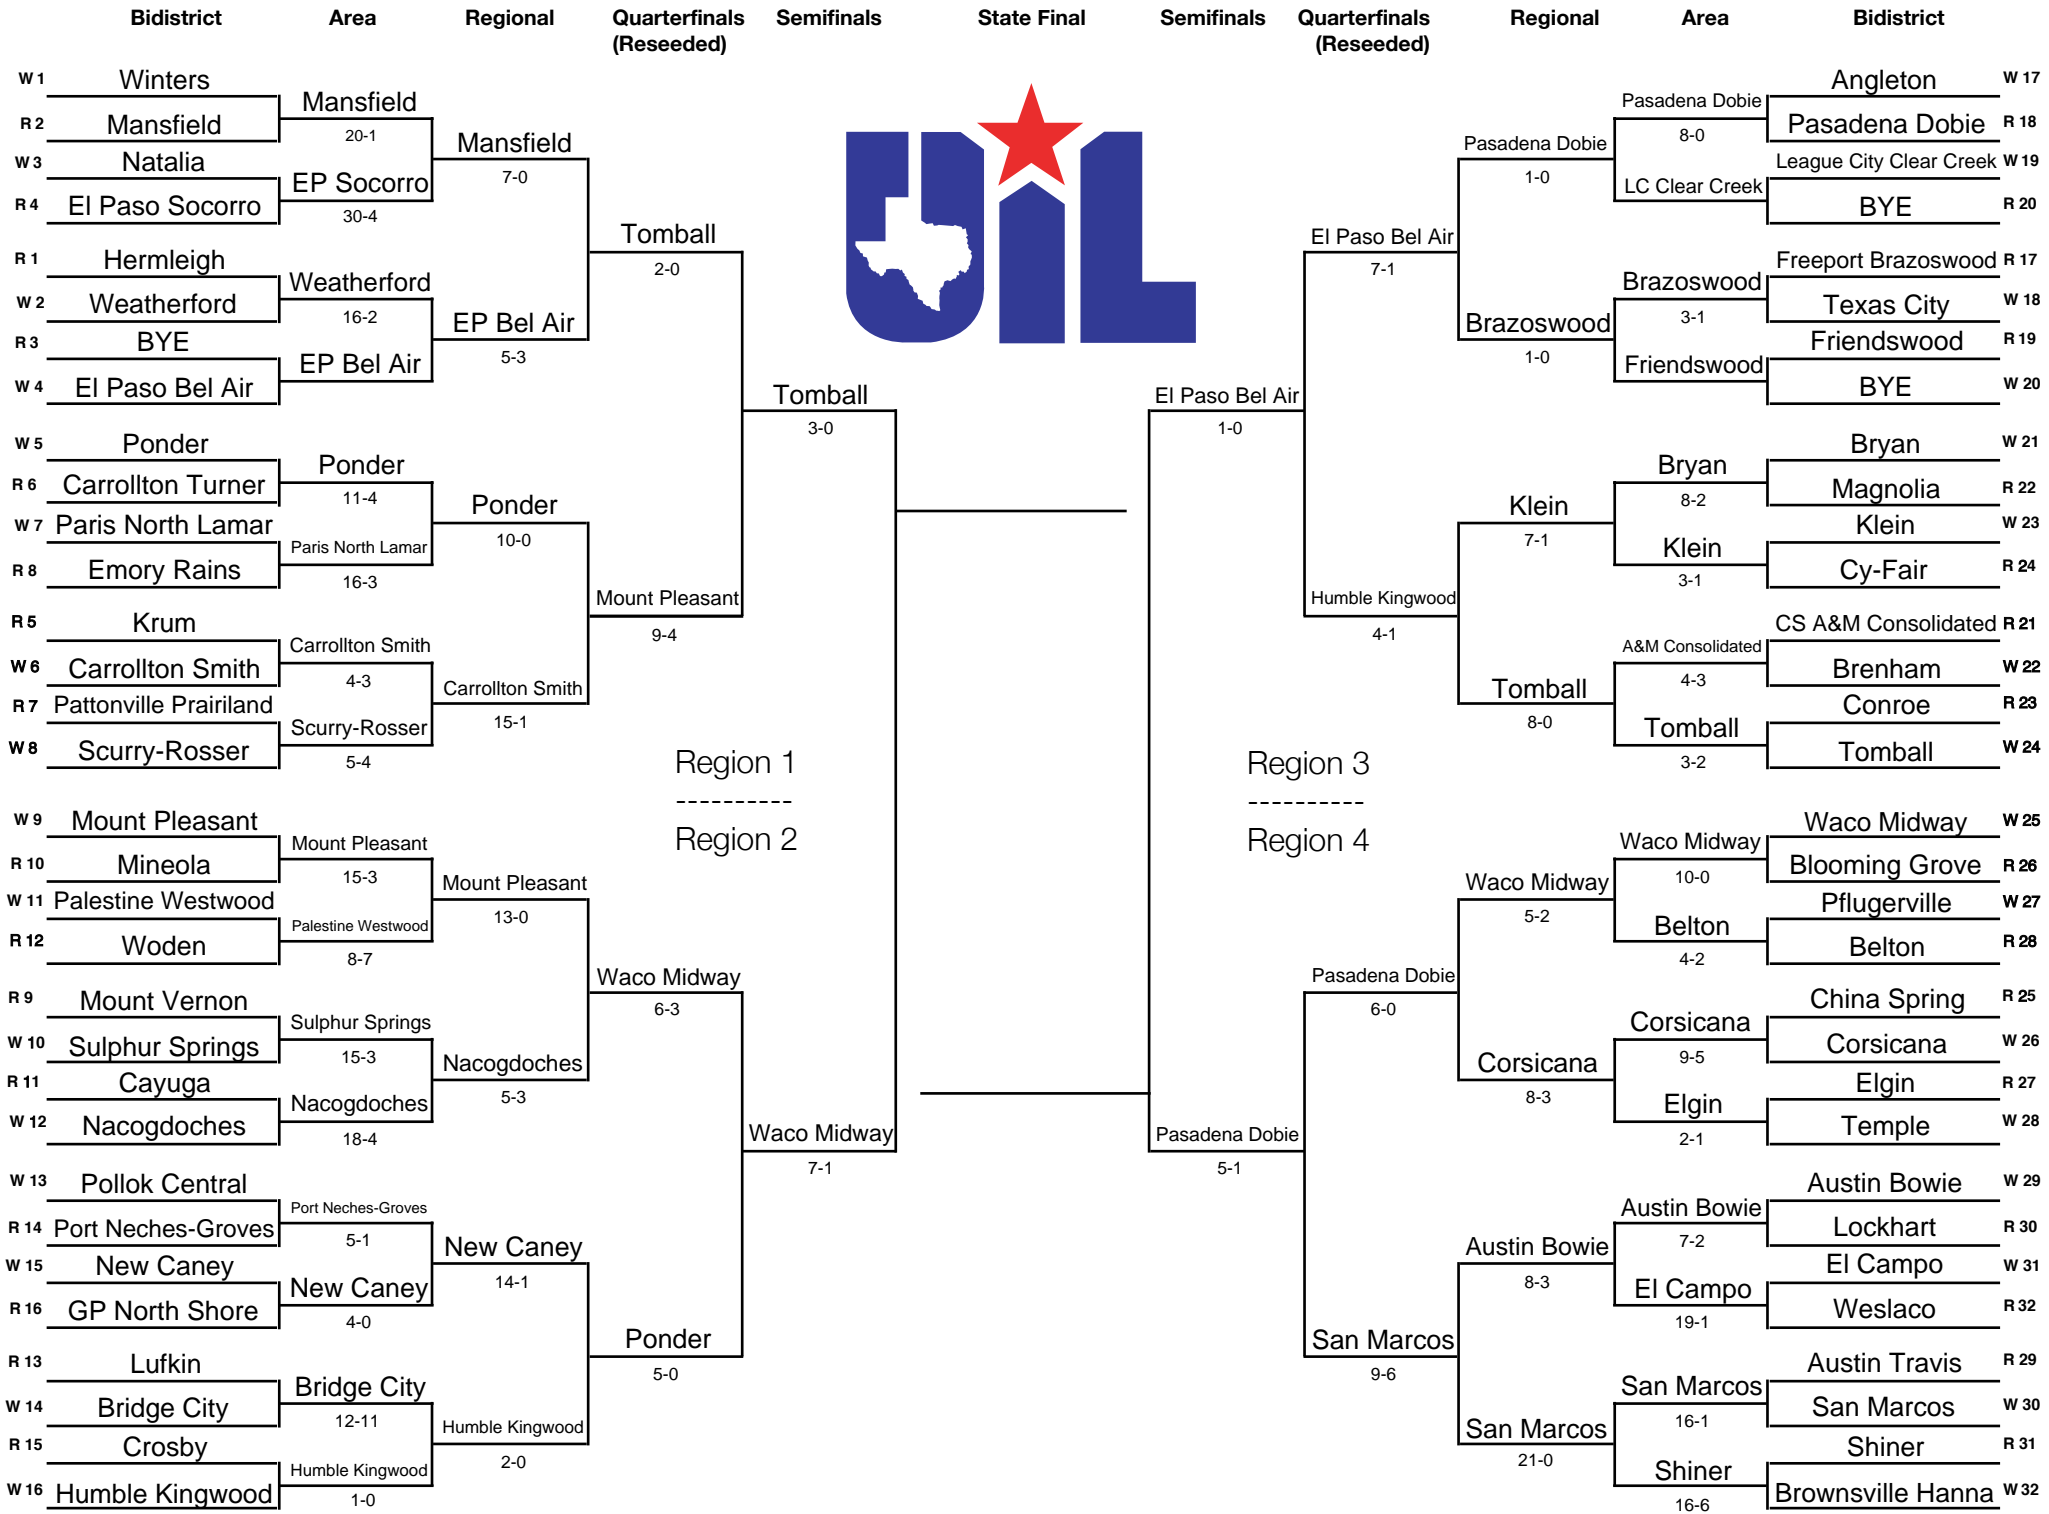 Bidistrict Area Regional Quarterfinals Semifinals State Final Semifinals Quarterfinals Regional Area Bidistrict
(Reseeded) (Reseeded)
W 1 Winters
Mansfield
20-1
R 2 Mansfield
Mansfield
7-0
W 3 Natalia
EP Socorro
30-4
R 4 El Paso Socorro
Tomball
2-0
R 1 Hermleigh
Weatherford
16-2
W 2 Weatherford
EP Bel Air
5-3
R 3 BYE
EP Bel Air
W 4 El Paso Bel Air
Tomball
3-0
W 5 Ponder
Ponder
11-4
R 6 Carrollton Turner
Ponder
10-0
W 7 Paris North Lamar
Paris North Lamar
16-3
R 8 Emory Rains
Mount Pleasant
9-4
R 5 Krum
Carrollton Smith
4-3
W 6 Carrollton Smith
Carrollton Smith
15-1
R 7 Pattonville Prairiland
Scurry-Rosser
5-4
W 8 Scurry-Rosser
Region 1
----------
Region 2
W 9 Mount Pleasant
Mount Pleasant
15-3
R 10 Mineola
Mount Pleasant
13-0
W 11 Palestine Westwood
Palestine Westwood
8-7
R 12 Woden
Waco Midway
6-3
R 9 Mount Vernon
Sulphur Springs
15-3
W 10 Sulphur Springs
Nacogdoches
5-3
R 11 Cayuga
Nacogdoches
18-4
W 12 Nacogdoches
Waco Midway
7-1
W 13 Pollok Central
Port Neches-Groves
5-1
R 14 Port Neches-Groves
New Caney
14-1
W 15 New Caney
New Caney
4-0
R 16 GP North Shore
Ponder
5-0
R 13 Lufkin
Bridge City
12-11
W 14 Bridge City
Humble Kingwood
2-0
R 15 Crosby
Humble Kingwood
1-0
W 16 Humble Kingwood
UIL
Angleton W 17
Pasadena Dobie
8-0
Pasadena Dobie R 18
Pasadena Dobie
1-0
League City Clear Creek W 19
LC Clear Creek
BYE R 20
El Paso Bel Air
7-1
Freeport Brazoswood R 17
Brazoswood
3-1
Texas City W 18
Brazoswood
1-0
Friendswood R 19
Friendswood
BYE W 20
El Paso Bel Air
1-0
Bryan W 21
Bryan
8-2
Magnolia R 22
Klein
7-1
Klein W 23
Klein
3-1
Cy-Fair R 24
Humble Kingwood
4-1
CS A&M Consolidated R 21
A&M Consolidated
4-3
Brenham W 22
Tomball
8-0
Conroe R 23
Tomball
3-2
Tomball W 24
Region 3
----------
Region 4
Waco Midway W 25
Waco Midway
10-0
Blooming Grove R 26
Waco Midway
5-2
Pflugerville W 27
Belton
4-2
Belton R 28
Pasadena Dobie
6-0
China Spring R 25
Corsicana
9-5
Corsicana W 26
Corsicana
8-3
Elgin R 27
Elgin
2-1
Temple W 28
Pasadena Dobie
5-1
Austin Bowie W 29
Austin Bowie
7-2
Lockhart R 30
Austin Bowie
8-3
El Campo W 31
El Campo
19-1
Weslaco R 32
San Marcos
9-6
Austin Travis R 29
San Marcos
16-1
San Marcos W 30
San Marcos
21-0
Shiner R 31
Shiner
16-6
Brownsville Hanna W 32